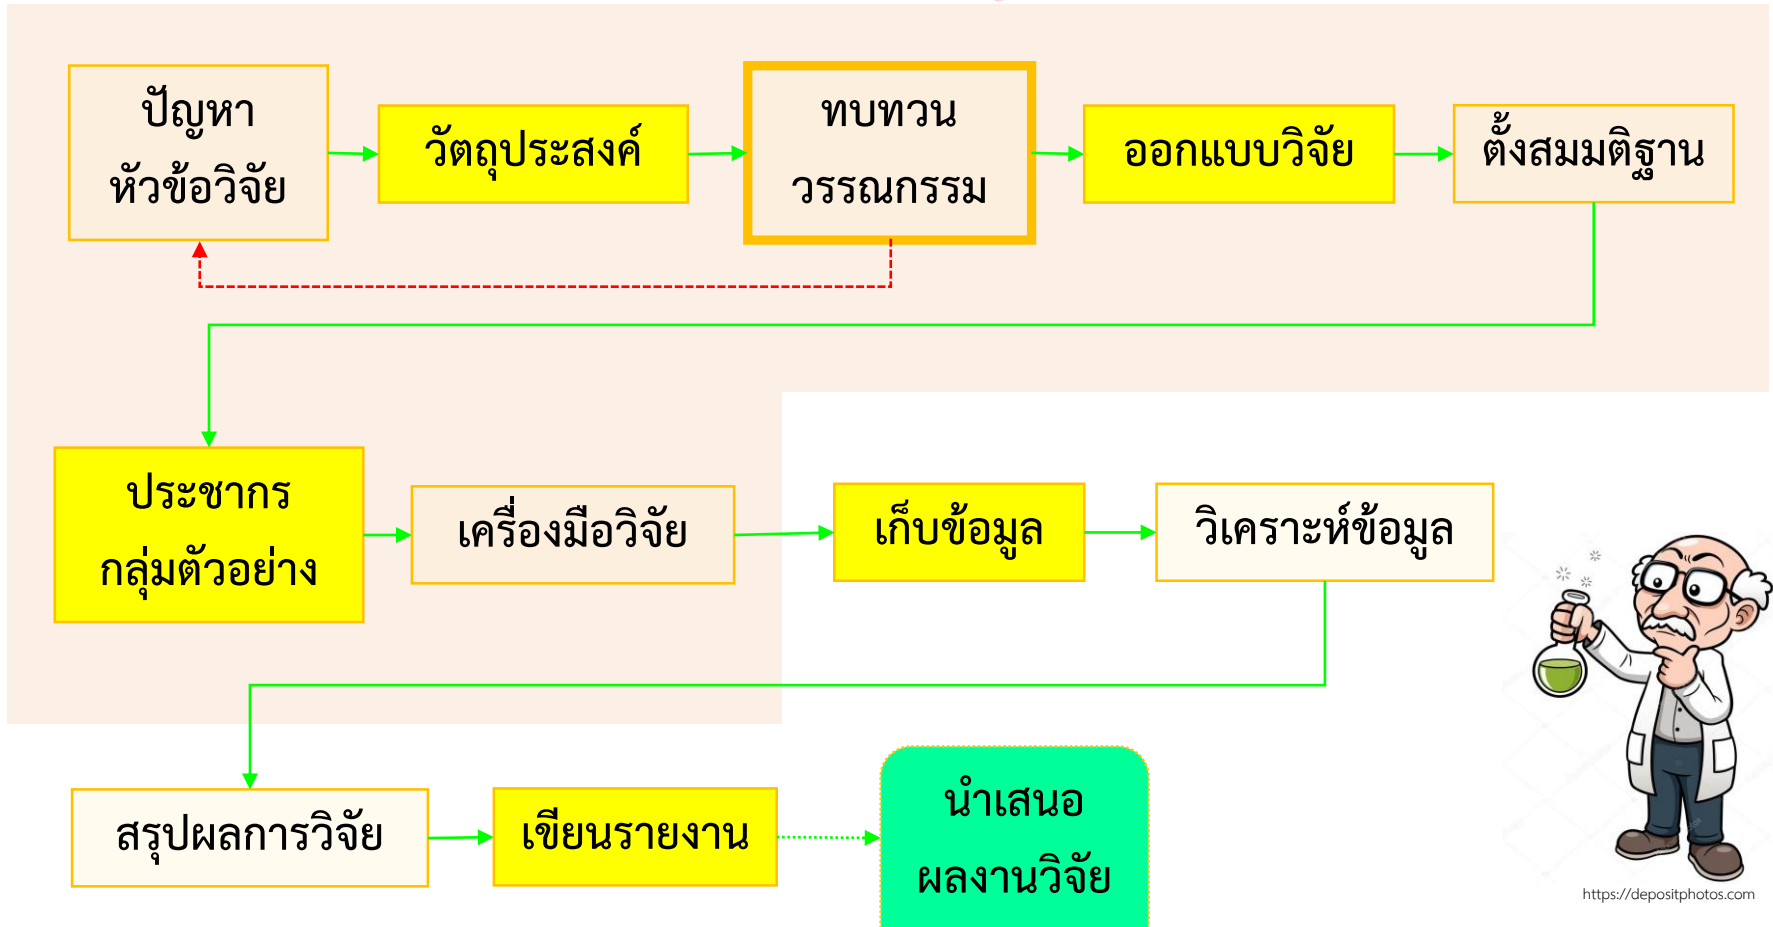 ปัญหา
หัวข้อวิจัย
วัตถุประสงค์
ทบทวน
วรรณกรรม
ออกแบบวิจัย
ตั้งสมมติฐาน
ประชากร
กลุ่มตัวอย่าง
เครื่องมือวิจัย
เก็บข้อมูล
วิเคราะห์ข้อมูล
สรุปผลการวิจัย
เขียนรายงาน
นำเสนอ
ผลงานวิจัย
https://depositphotos.com